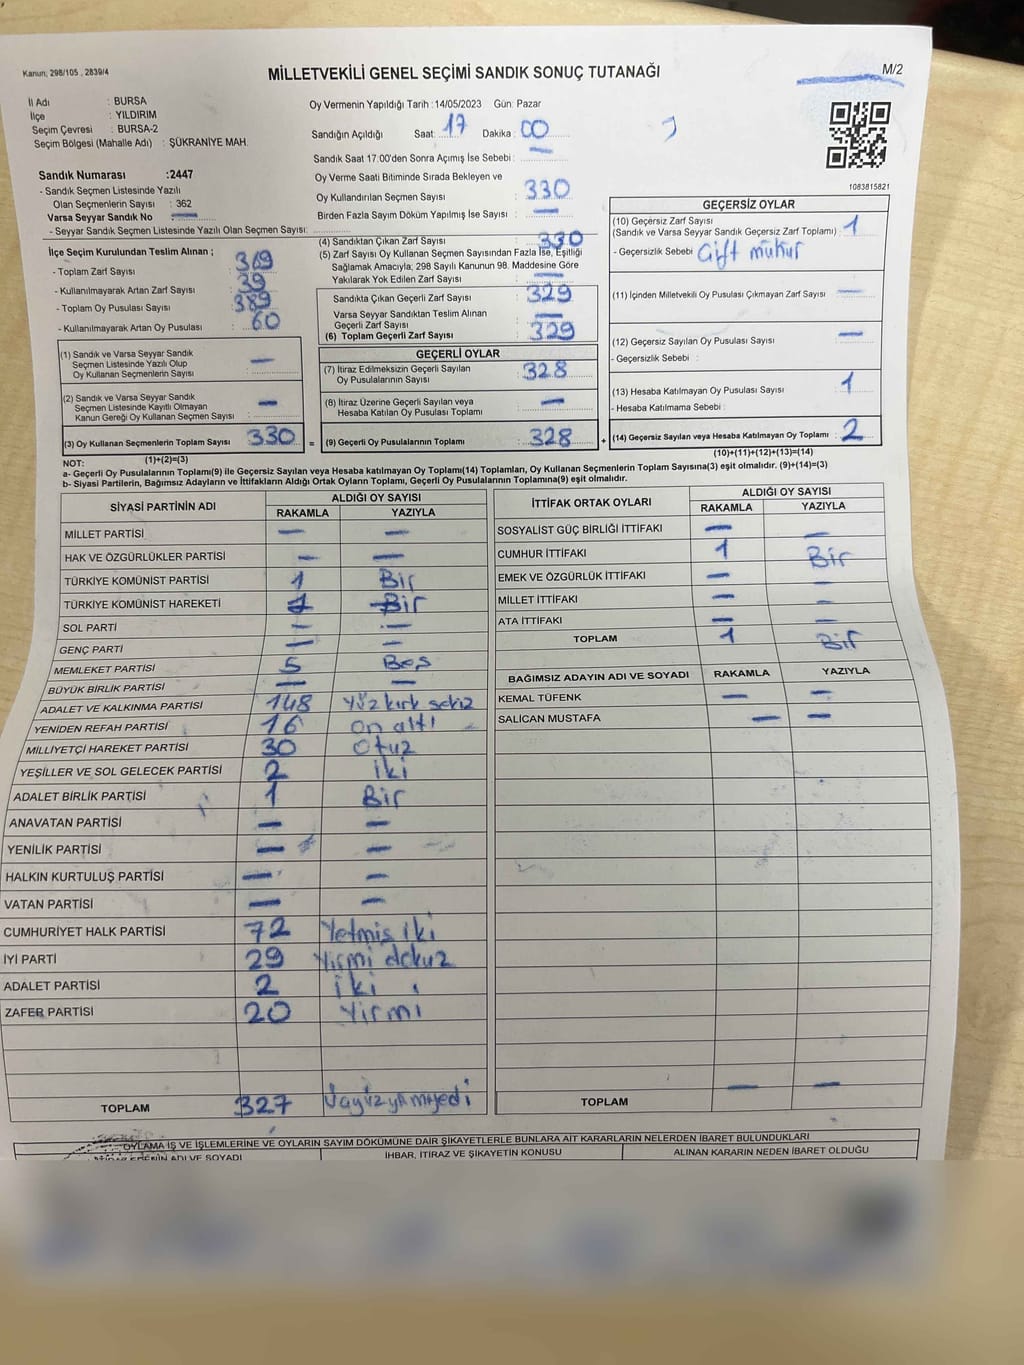 Kanun, 298/105 , 2839/4
MİLLETVEKİLİ GENEL SEÇİMİ SANDIK SONUÇ TUTANAĞI
M/2
İl Adı : BURSA
İlçe : YILDIRIM
Seçim Çevresi : BURSA-2
Seçim Bölgesi (Mahalle Adı) : ŞÜKRANİYE MAH.
Oy Vermenin Yapıldığı Tarih :14/05/2023 Gün: Pazar
Sandığın Açıldığı Saat: 17 Dakika : 00
Sandık Saat 17:00'den Sonra Açımış İse Sebebi : —
Sandık Numarası :2447
- Sandık Seçmen Listesinde Yazılı
Olan Seçmenlerin Sayısı : 362
Varsa Seyyar Sandık No —
- Seyyar Sandık Seçmen Listesinde Yazılı Olan Seçmen Sayısı:
Oy Verme Saati Bitiminde Sırada Bekleyen ve
Oy Kullandırılan Seçmen Sayısı : 330
Birden Fazla Sayım Döküm Yapılmış İse Sayısı : —
1083815821
İlçe Seçim Kurulundan Teslim Alınan ;
- Toplam Zarf Sayısı : 369
- Kullanılmayarak Artan Zarf Sayısı : 39
- Toplam Oy Pusulası Sayısı : 389
- Kullanılmayarak Artan Oy Pusulası : 60
(4) Sandıktan Çıkan Zarf Sayısı : 330
(5) Zarf Sayısı Oy Kullanan Seçmen Sayısından Fazla İse, Eşitliği
Sağlamak Amacıyla, 298 Sayılı Kanunun 98. Maddesine Göre
Yakılarak Yok Edilen Zarf Sayısı : —
Sandıkta Çıkan Geçerli Zarf Sayısı : 329
Varsa Seyyar Sandıktan Teslim Alınan
Geçerli Zarf Sayısı : —
(6) Toplam Geçerli Zarf Sayısı : 329
GEÇERSİZ OYLAR
(10) Geçersiz Zarf Sayısı
(Sandık ve Varsa Seyyar Sandık Geçersiz Zarf Toplamı) : 1
- Geçersizlik Sebebi : Çift mühür
(11) İçinden Milletvekili Oy Pusulası Çıkmayan Zarf Sayısı : —
(12) Geçersiz Sayılan Oy Pusulası Sayısı : —
- Geçersizlik Sebebi :
(13) Hesaba Katılmayan Oy Pusulası Sayısı : 1
- Hesaba Katılmama Sebebi :
(14) Geçersiz Sayılan veya Hesaba Katılmayan Oy Toplamı : 2
(10)+(11)+(12)+(13)=(14)
(1) Sandık ve Varsa Seyyar Sandık
Seçmen Listesinde Yazılı Olup
Oy Kullanan Seçmenlerin Sayısı : —
(2) Sandık ve Varsa Seyyar Sandık
Seçmen Listesinde Kayıtlı Olmayan
Kanun Gereği Oy Kullanan Seçmen Sayısı : —
(3) Oy Kullanan Seçmenlerin Toplam Sayısı : 330 =
(1)+(2)=(3)
GEÇERLİ OYLAR
(7) İtiraz Edilmeksizin Geçerli Sayılan
Oy Pusulalarının Sayısı : 328
(8) İtiraz Üzerine Geçerli Sayılan veya
Hesaba Katılan Oy Pusulası Toplamı : —
(9) Geçerli Oy Pusulalarının Toplamı : 328 +
NOT:
a- Geçerli Oy Pusulalarının Toplamı(9) ile Geçersiz Sayılan veya Hesaba katılmayan Oy Toplam(14) Toplamları, Oy Kullanan Seçmenlerin Toplam Sayısına(3) eşit olmalıdır. (9)+(14)=(3)
b- Siyasi Partilerin, Bağımsız Adayların ve İttifakların Aldığı Ortak Oyların Toplamı, Geçerli Oy Pusulalarının Toplamına(9) eşit olmalıdır.
SİYASİ PARTİNİN ADI ALDIĞI OY SAYISI
RAKAMLA YAZIYLA
MİLLET PARTİSİ — —
HAK VE ÖZGÜRLÜKLER PARTİSİ — —
TÜRKİYE KOMÜNİST PARTİSİ 1 Bir
TÜRKİYE KOMÜNİST HAREKETİ 1 Bir
SOL PARTİ — —
GENÇ PARTİ — —
MEMLEKET PARTİSİ 5 Beş
BÜYÜK BİRLİK PARTİSİ — —
ADALET VE KALKINMA PARTİSİ 148 Yüz kırk sekiz
YENİDEN REFAH PARTİSİ 16 on altı
MİLLİYETÇİ HAREKET PARTİSİ 30 Otuz
YEŞİLLER VE SOL GELECEK PARTİSİ 2 iki
ADALET BİRLİK PARTİSİ 1 Bir
ANAVATAN PARTİSİ — —
YENİLİK PARTİSİ — —
HALKIN KURTULUŞ PARTİSİ — —
VATAN PARTİSİ — —
CUMHURİYET HALK PARTİSİ 72 Yetmiş iki
İYİ PARTİ 29 Yirmi dokuz
ADALET PARTİSİ 2 iki
ZAFER PARTİSİ 20 Yirmi
TOPLAM 327
İTTİFAK ORTAK OYLARI ALDIĞI OY SAYISI
RAKAMLA YAZIYLA
SOSYALİST GÜÇ BİRLİĞİ İTTİFAKI — —
CUMHUR İTTİFAKI 1 Bir
EMEK VE ÖZGÜRLÜK İTTİFAKI — —
MİLLET İTTİFAKI — —
ATA İTTİFAKI — —
TOPLAM 1 Bir
BAĞIMSIZ ADAYIN ADI VE SOYADI RAKAMLA YAZIYLA
KEMAL TÜFENK — —
SALİCAN MUSTAFA — —
TOPLAM — —
OYLAMA İŞ VE İŞLEMLERİNE VE OYLARIN SAYIM DÖKÜMÜNE DAİR ŞİKAYETLERLE BUNLARA AİT KARARLARIN NELERDEN İBARET BULUNDUKLARI
ADI VE SOYADI İHBAR, İTİRAZ VE ŞİKAYETİN KONUSU ALINAN KARARIN NEDEN İBARET OLDUĞU